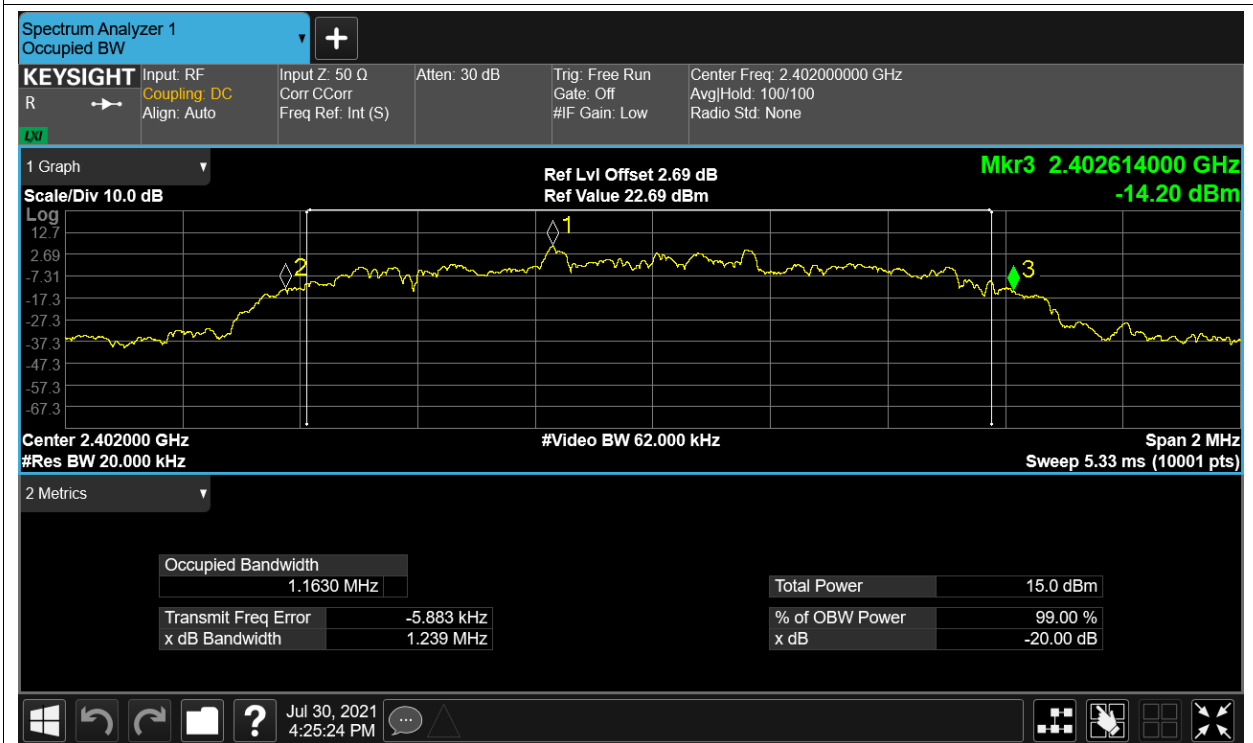 Spectrum Analyzer 1
Occupied BW
KEYSIGHT
R
LXI
Input: RF
Coupling: DC
Align: Auto
Input Z: 50 Ω
Corr CCorr
Freq Ref: Int (S)
Atten: 30 dB
Trig: Free Run
Gate: Off
#IF Gain: Low
Center Freq: 2.402000000 GHz
Avg|Hold: 100/100
Radio Std: None
1 Graph
Scale/Div 10.0 dB
Ref Lvl Offset 2.69 dB
Ref Value 22.69 dBm
Mkr3 2.402614000 GHz
-14.20 dBm
Log
12.7
2.69
-7.31
-17.3
-27.3
-37.3
-47.3
-57.3
-67.3
1
2
3
Center 2.402000 GHz
#Res BW 20.000 kHz
#Video BW 62.000 kHz
Span 2 MHz
Sweep 5.33 ms (10001 pts)
2 Metrics
Occupied Bandwidth
1.1630 MHz
Transmit Freq Error -5.883 kHz
x dB Bandwidth 1.239 MHz
Total Power 15.0 dBm
% of OBW Power 99.00 %
x dB -20.00 dB
?
Jul 30, 2021
4:25:24 PM